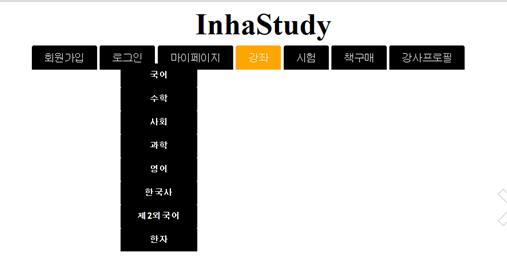 InhaStudy
회원가입 로그인 마이페이지 강좌 시험 책구매 강사프로필
국어
수학
사회
과학
영어
한국사
제2외국어
한자